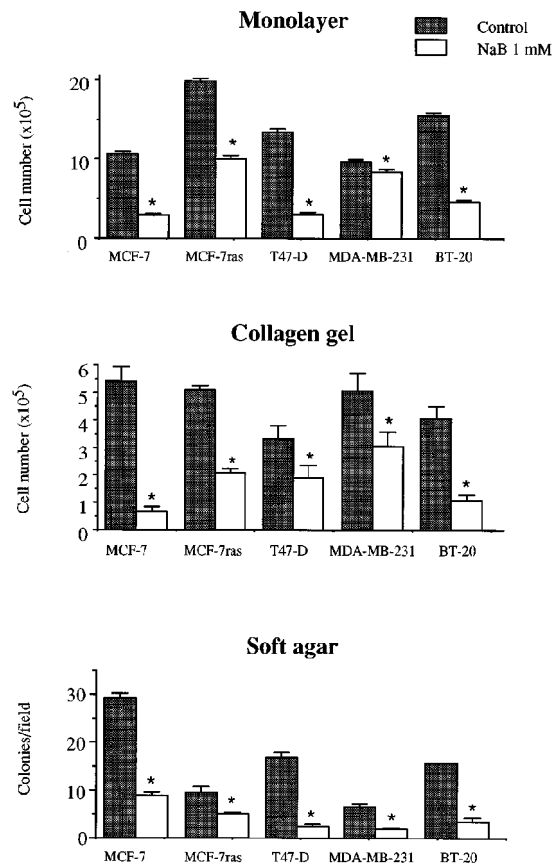 Monolayer
Control
NaB 1 mM
Cell number (x10⁵)
20
10
0
*
*
*
*
*
MCF-7 MCF-7ras T47-D MDA-MB-231 BT-20
Collagen gel
Cell number (x10⁵)
6
5
4
3
2
1
0
*
*
*
*
*
MCF-7 MCF-7ras T47-D MDA-MB-231 BT-20
Soft agar
Colonies/field
30
20
10
0
*
*
*
*
*
MCF-7 MCF-7ras T47-D MDA-MB-231 BT-20